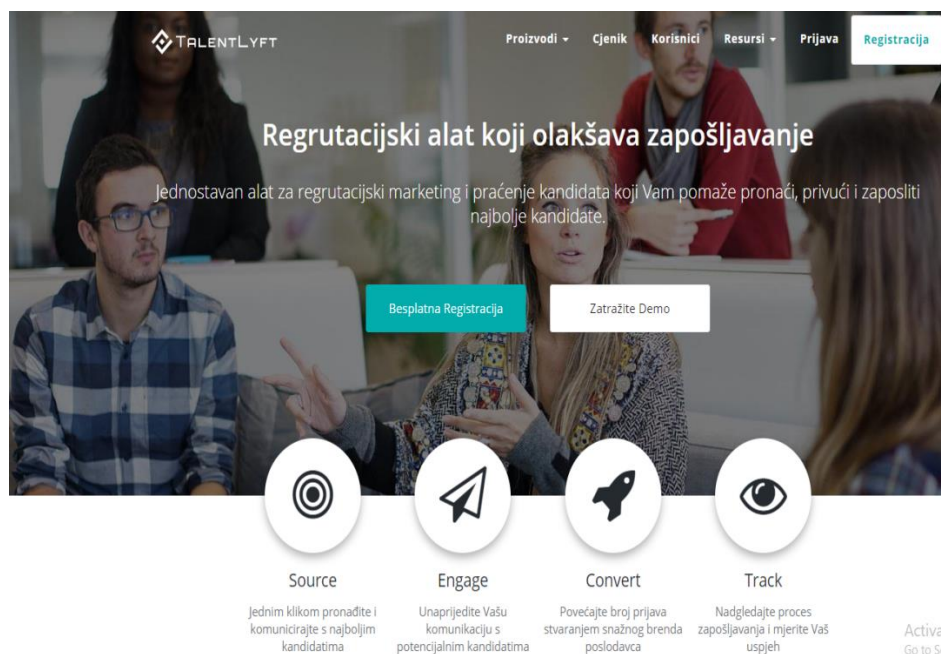 TALENTLYFT
Proizvodi Cjenik Korisnici Resursi Prijava Registracija
Regrutacijski alat koji olakšava zapošljavanje
Jednostavan alat za regrutacijski marketing i praćenje kandidata koji Vam pomaže pronaći, privući i zaposliti
najbolje kandidate.
Besplatna Registracija Zatražite Demo
Source
Jednim klikom pronađite i
komunicirajte s najboljim
kandidatima
Engage
Unaprijedite Vašu
komunikaciju s
potencijalnim kandidatima
Convert
Povećajte broj prijava
stvaranjem snažnog brenda
poslodavca
Track
Nadgledajte proces
zapošljavanja i mjerite Vaš
uspjeh
Activa
Go to S